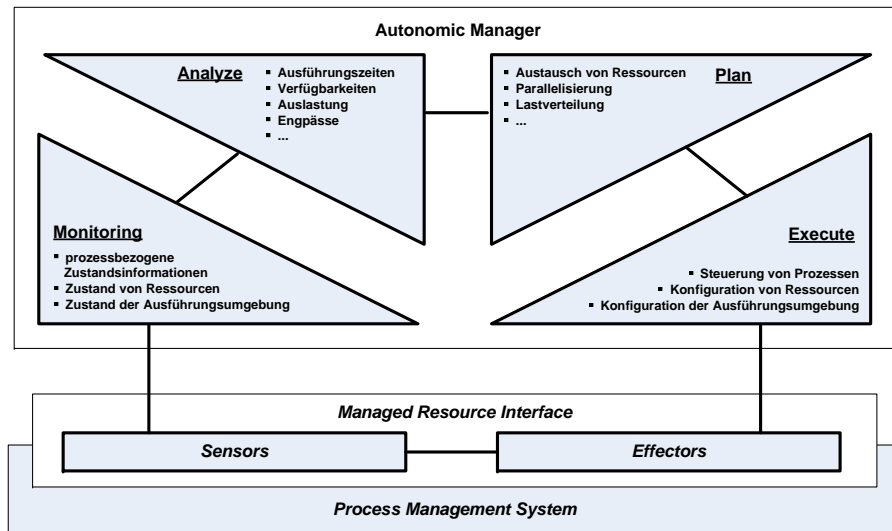 Autonomic Manager
Analyze
▪ Ausführungszeiten
▪ Verfügbarkeiten
▪ Auslastung
▪ Engpässe
▪ ...
Plan
▪ Austausch von Ressourcen
▪ Parallelisierung
▪ Lastverteilung
▪ ...
Monitoring
▪ prozessbezogene
Zustandsinformationen
▪ Zustand von Ressourcen
▪ Zustand der Ausführungsumgebung
Execute
▪ Steuerung von Prozessen
▪ Konfiguration von Ressourcen
▪ Konfiguration der Ausführungsumgebung
Managed Resource Interface
Sensors
Effectors
Process Management System